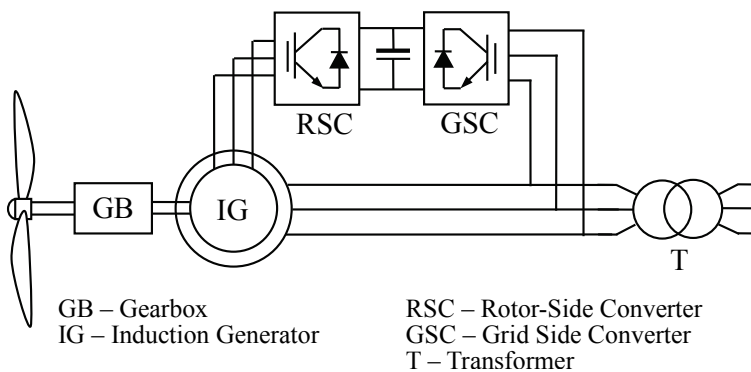 RSC
GSC
GB
IG
T
GB – Gearbox
IG – Induction Generator
RSC – Rotor-Side Converter
GSC – Grid Side Converter
T – Transformer